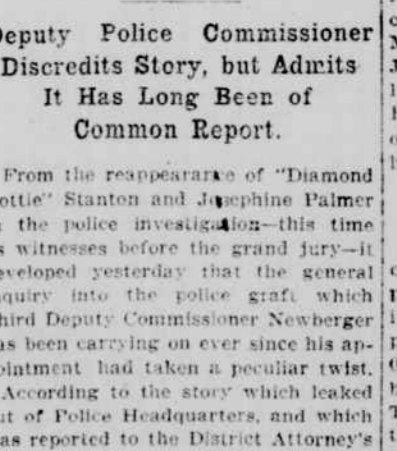 Deputy Police Commissioner
Discredits Story, but Admits
It Has Long Been of
Common Report.
From the reappearance of "Diamond
ottie" Stanton and Josephine Palmer
the police investigation—this time
s witnesses before the grand jury—it
eveloped yesterday that the general
nquiry into the police graft which
hird Deputy Commissioner Newberger
as been carrying on ever since his ap-
ointment had taken a peculiar twist.
According to the story which leaked
ut of Police Headquarters, and which
as reported to the District Attorney's